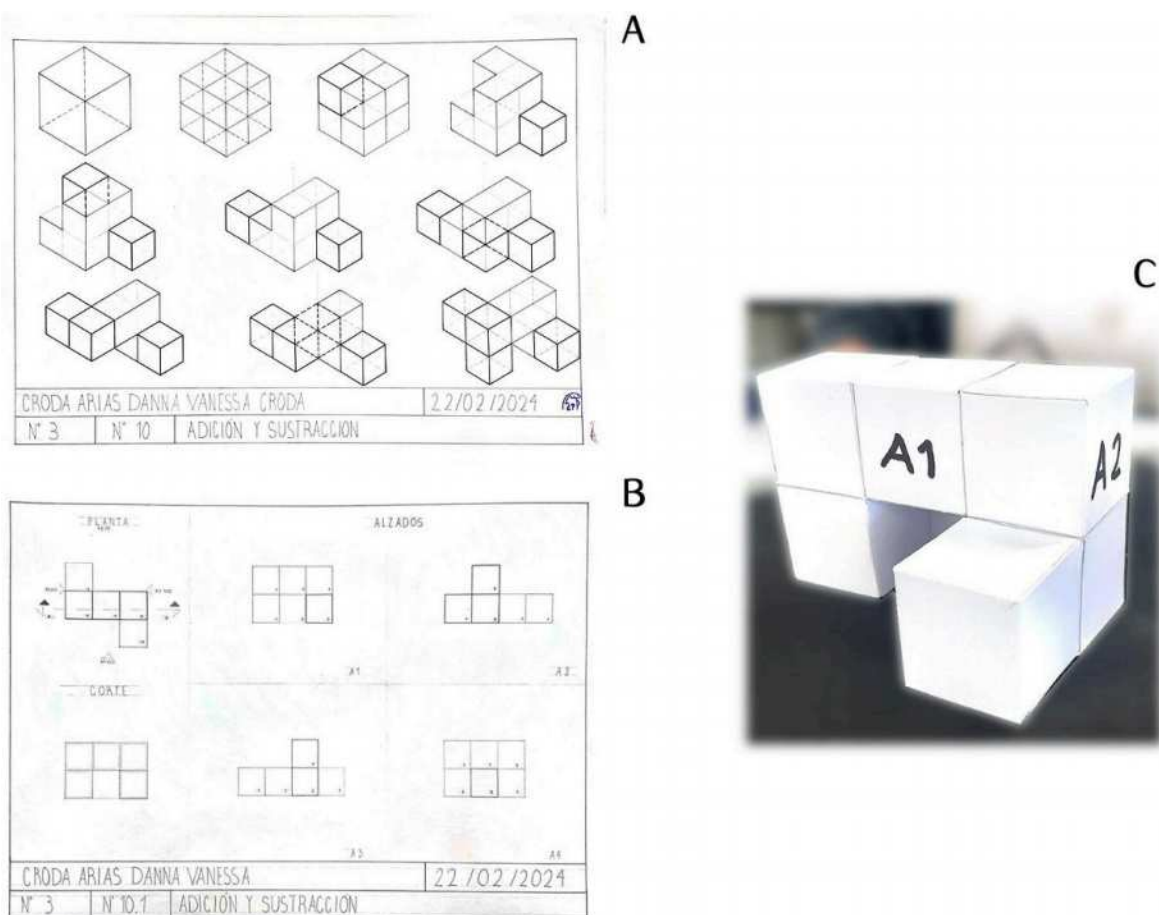 A
CRODA ARIAS DANNA VANESSA CRODA 22/02/2024
N° 3 N° 10 ADICIÓN Y SUSTRACCIÓN
B
PLANTA ALZADOS
A1 A2
CORTE
A3 A4
CRODA ARIAS DANNA VANESSA 22/02/2024
N° 3 N° 10.1 ADICIÓN Y SUSTRACCIÓN
C
A1
A2